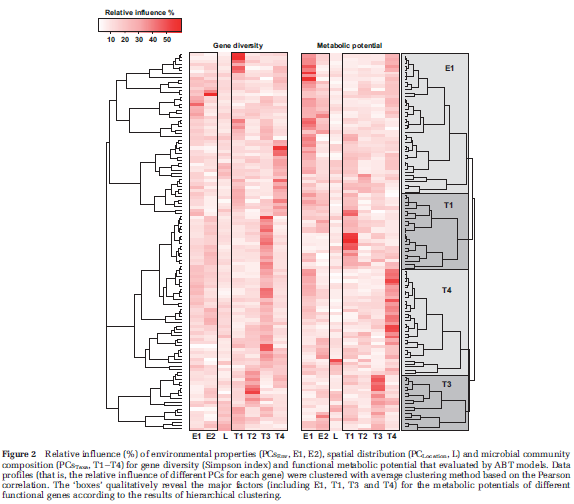 Relative influence %
10 20 30 40 50
Gene diversity Metabolic potential
E1
T1
T4
T3
E1 E2 L T1 T2 T3 T4 E1 E2 L T1 T2 T3 T4
Figure 2 Relative influence (%) of environmental properties (PCsEnv, E1, E2), spatial distribution (PCLocation, L) and microbial community
composition (PCsTaxa, T1–T4) for gene diversity (Simpson index) and functional metabolic potential that evaluated by ABT models. Data
profiles (that is, the relative influence of different PCs for each gene) were clustered with average clustering method based on the Pearson
correlation. The ‘boxes’ qualitatively reveal the major factors (including E1, T1, T3 and T4) for the metabolic potentials of different
functional genes according to the results of hierarchical clustering.